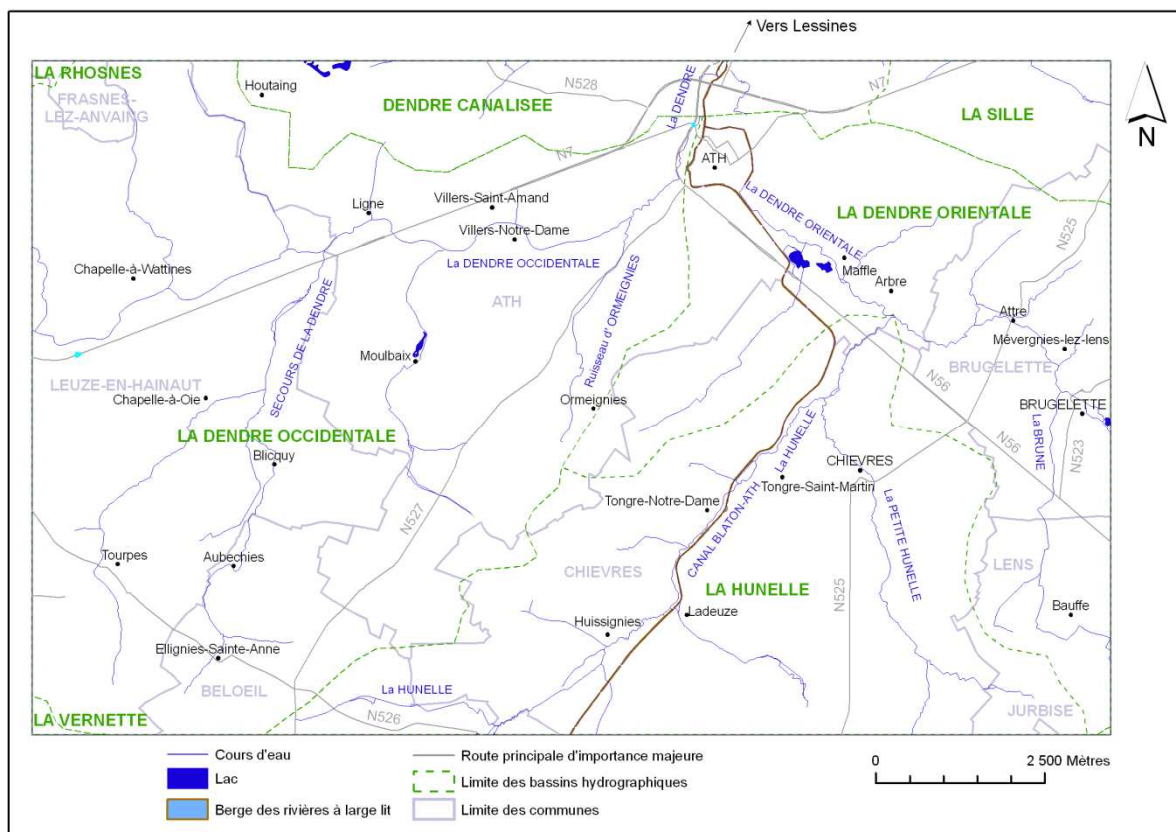 Vers Lessines
LA RHOSNES
FRASNES-
LEZ-ANVAING
Houtaing
DENDRE CANALISEE
N528
La DENDRE
N7
LA SILLE
N
N7
ATH
Ligne
Villers-Saint-Amand
Villers-Notre-Dame
La DENDRE OCCIDENTALE
La DENDRE ORIENTALE
LA DENDRE ORIENTALE
N525
Chapelle-à-Wattines
ATH
Maffle
Arbre
SECOURS DE LA DENDRE
Ruisseau d' ORMEIGNIES
Attre
Mévergnies-lez-lens
Moulbaix
LEUZE-EN-HAINAUT
Chapelle-à-Oie
Ormeignies
N56
BRUGELETTE
BRUGELETTE
LA DENDRE OCCIDENTALE
Blicquy
La HUNELLE
CHIEVRES
N56
La BRUNE
N523
Tongre-Saint-Martin
Tongre-Notre-Dame
N527
La PETITE HUNELLE
Tourpes
Aubechies
CHIEVRES
CANAL BLATON-ATH
LA HUNELLE
N525
LENS
Bauffe
Ladeuze
Huissignies
Ellignies-Sainte-Anne
BELOEIL
La HUNELLE
N526
LA VERNETTE
JURBISE
Cours d'eau
Lac
Berge des rivières à large lit
Route principale d'importance majeure
Limite des bassins hydrographiques
Limite des communes
0 2 500 Mètres